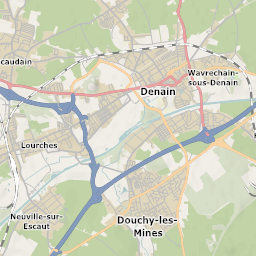 caudain
Wavrechain-
sous-Denain
Denain
Lourches
Neuville-sur-
Escaut
Douchy-les-
Mines